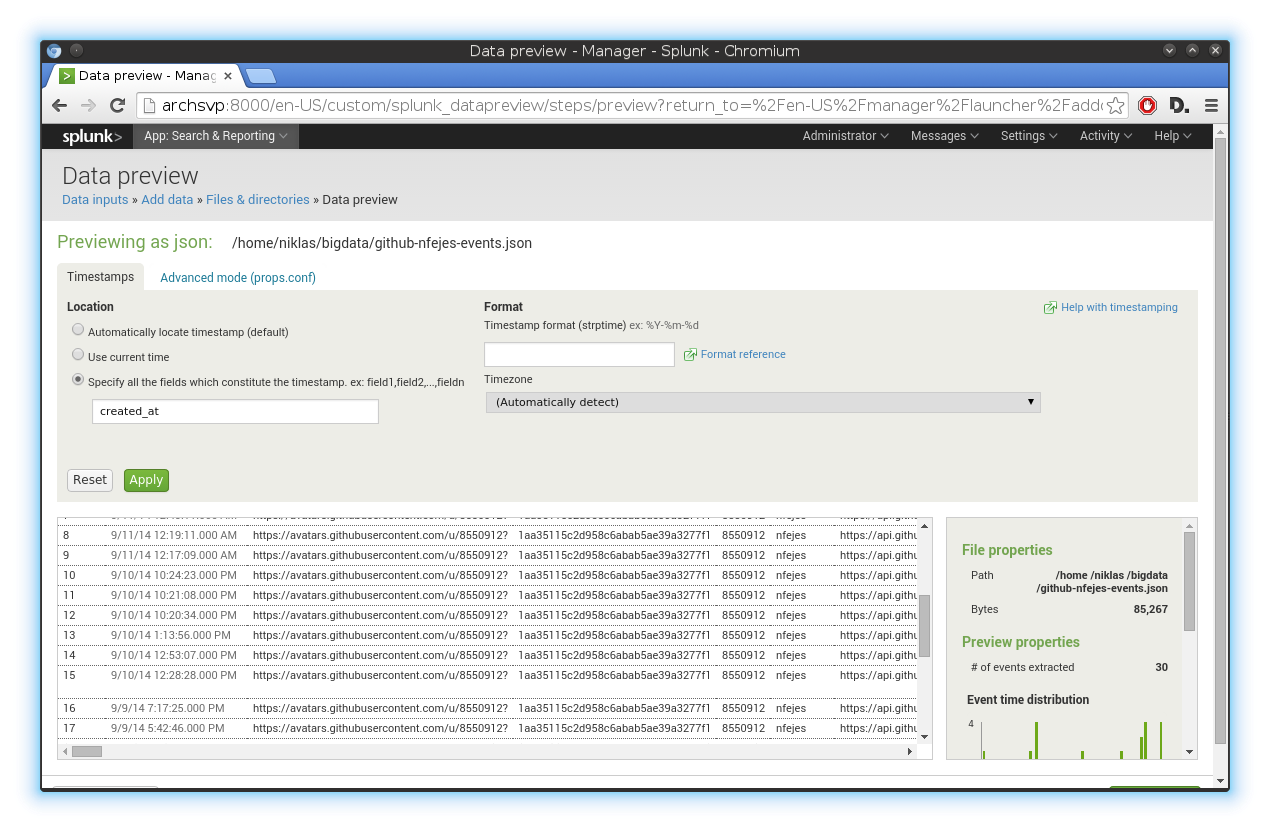 Data preview - Manager - Splunk - Chromium
Data preview - Manag
archsvp:8000/en-US/custom/splunk_datapreview/steps/preview?return_to=%2Fen-US%2Fmanager%2Flauncher%2Fadd
splunk> App: Search & Reporting Administrator Messages Settings Activity Help
Data preview
Data inputs » Add data » Files & directories » Data preview
Previewing as json: /home/niklas/bigdata/github-nfejes-events.json
Timestamps Advanced mode (props.conf)
Location
Automatically locate timestamp (default)
Use current time
Specify all the fields which constitute the timestamp. ex: field1,field2,...,fieldn
created_at
Format
Timestamp format (strptime) ex: %Y-%m-%d
Format reference
Timezone
(Automatically detect)
Help with timestamping
Reset Apply
8 9/11/14 12:19:11.000 AM https://avatars.githubusercontent.com/u/8550912? 1aa35115c2d958c6abab5ae39a3277f1 8550912 nfejes https://api.githu
9 9/11/14 12:17:09.000 AM https://avatars.githubusercontent.com/u/8550912? 1aa35115c2d958c6abab5ae39a3277f1 8550912 nfejes https://api.githu
10 9/10/14 10:24:23.000 PM https://avatars.githubusercontent.com/u/8550912? 1aa35115c2d958c6abab5ae39a3277f1 8550912 nfejes https://api.githu
11 9/10/14 10:21:08.000 PM https://avatars.githubusercontent.com/u/8550912? 1aa35115c2d958c6abab5ae39a3277f1 8550912 nfejes https://api.githu
12 9/10/14 10:20:34.000 PM https://avatars.githubusercontent.com/u/8550912? 1aa35115c2d958c6abab5ae39a3277f1 8550912 nfejes https://api.githu
13 9/10/14 1:13:56.000 PM https://avatars.githubusercontent.com/u/8550912? 1aa35115c2d958c6abab5ae39a3277f1 8550912 nfejes https://api.githu
14 9/10/14 12:53:07.000 PM https://avatars.githubusercontent.com/u/8550912? 1aa35115c2d958c6abab5ae39a3277f1 8550912 nfejes https://api.githu
15 9/10/14 12:28:28.000 PM https://avatars.githubusercontent.com/u/8550912? 1aa35115c2d958c6abab5ae39a3277f1 8550912 nfejes https://api.githu
16 9/9/14 7:17:25.000 PM https://avatars.githubusercontent.com/u/8550912? 1aa35115c2d958c6abab5ae39a3277f1 8550912 nfejes https://api.githu
17 9/9/14 5:42:46.000 PM https://avatars.githubusercontent.com/u/8550912? 1aa35115c2d958c6abab5ae39a3277f1 8550912 nfejes https://api.githu
File properties
Path /home /niklas /bigdata
/github-nfejes-events.json
Bytes 85,267
Preview properties
# of events extracted 30
Event time distribution
4